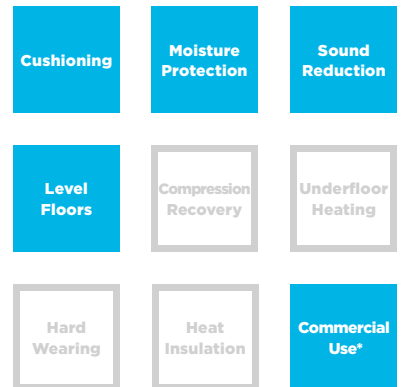 Cushioning
Moisture
Protection
Sound
Reduction
Level
Floors
Compression
Recovery
Underfloor
Heating
Hard
Wearing
Heat
Insulation
Commercial
Use*